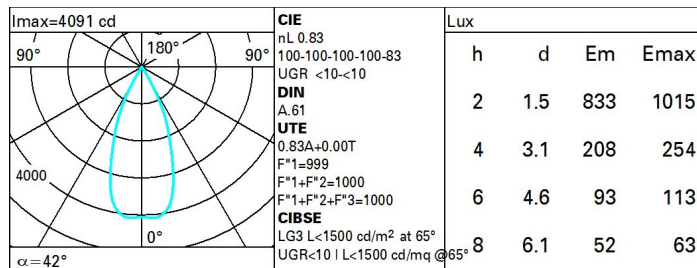 Imax=4091 cd
90°
180°
90°
4000
0°
α=42°
CIE
nL 0.83
100-100-100-100-83
UGR <10-<10
DIN
A.61
UTE
0.83A+0.00T
F"1=999
F"1+F"2=1000
F"1+F"2+F"3=1000
CIBSE
LG3 L<1500 cd/m² at 65°
UGR<10 | L<1500 cd/mq @65°
Lux
h d Em Emax
2 1.5 833 1015
4 3.1 208 254
6 4.6 93 113
8 6.1 52 63